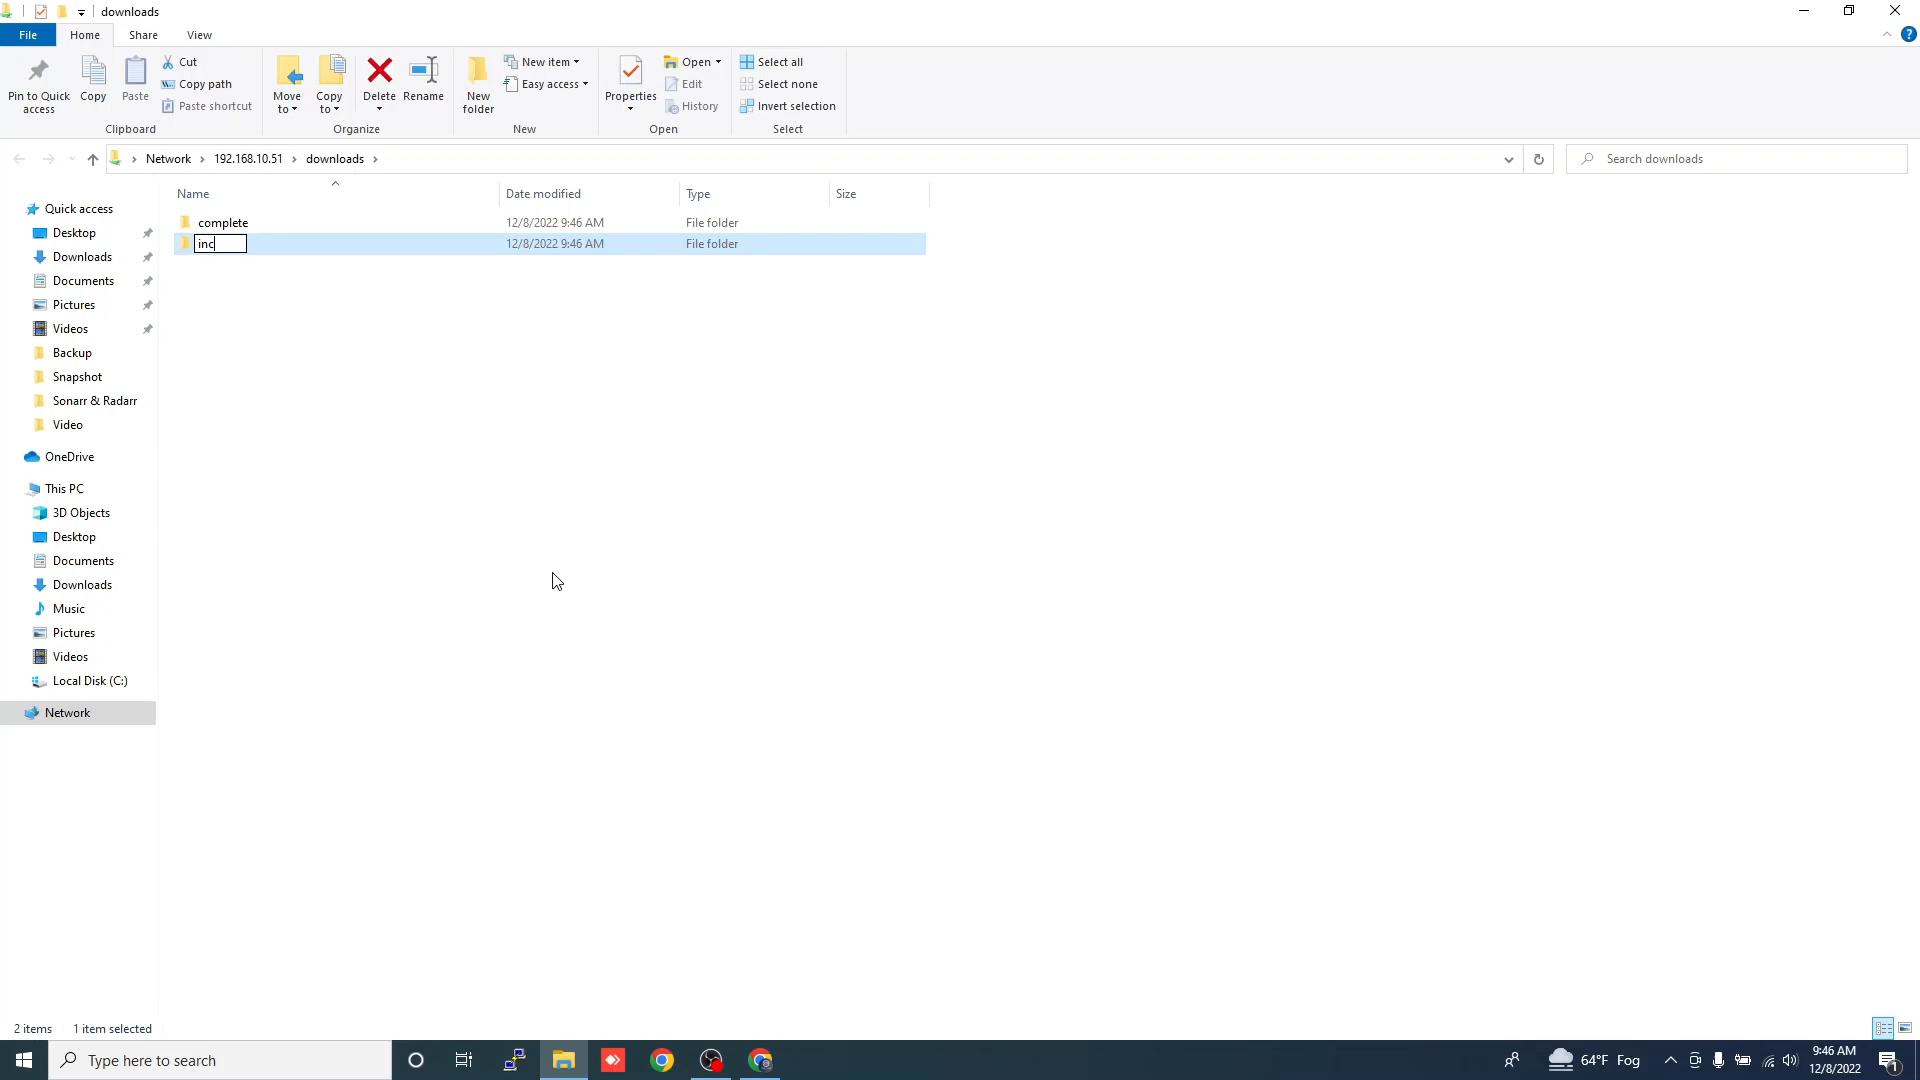 downloads
File
Home
Share
View
?
Pin to Quick
access
Copy
Paste
Cut
Copy path
Paste shortcut
Clipboard
Move
to
Copy
to
Delete
Rename
Organize
New
folder
New item
Easy access
New
Properties
Open
Edit
History
Open
Select all
Select none
Invert selection
Select
Network
192.168.10.51
downloads
Search downloads
Name
Date modified
Type
Size
complete
12/8/2022 9:46 AM
File folder
inc
12/8/2022 9:46 AM
File folder
Quick access
Desktop
Downloads
Documents
Pictures
Videos
Backup
Snapshot
Sonarr & Radarr
Video
OneDrive
This PC
3D Objects
Desktop
Documents
Downloads
Music
Pictures
Videos
Local Disk (C:)
Network
2 items
1 item selected
Type here to search
64°F Fog
9:46 AM
12/8/2022
1